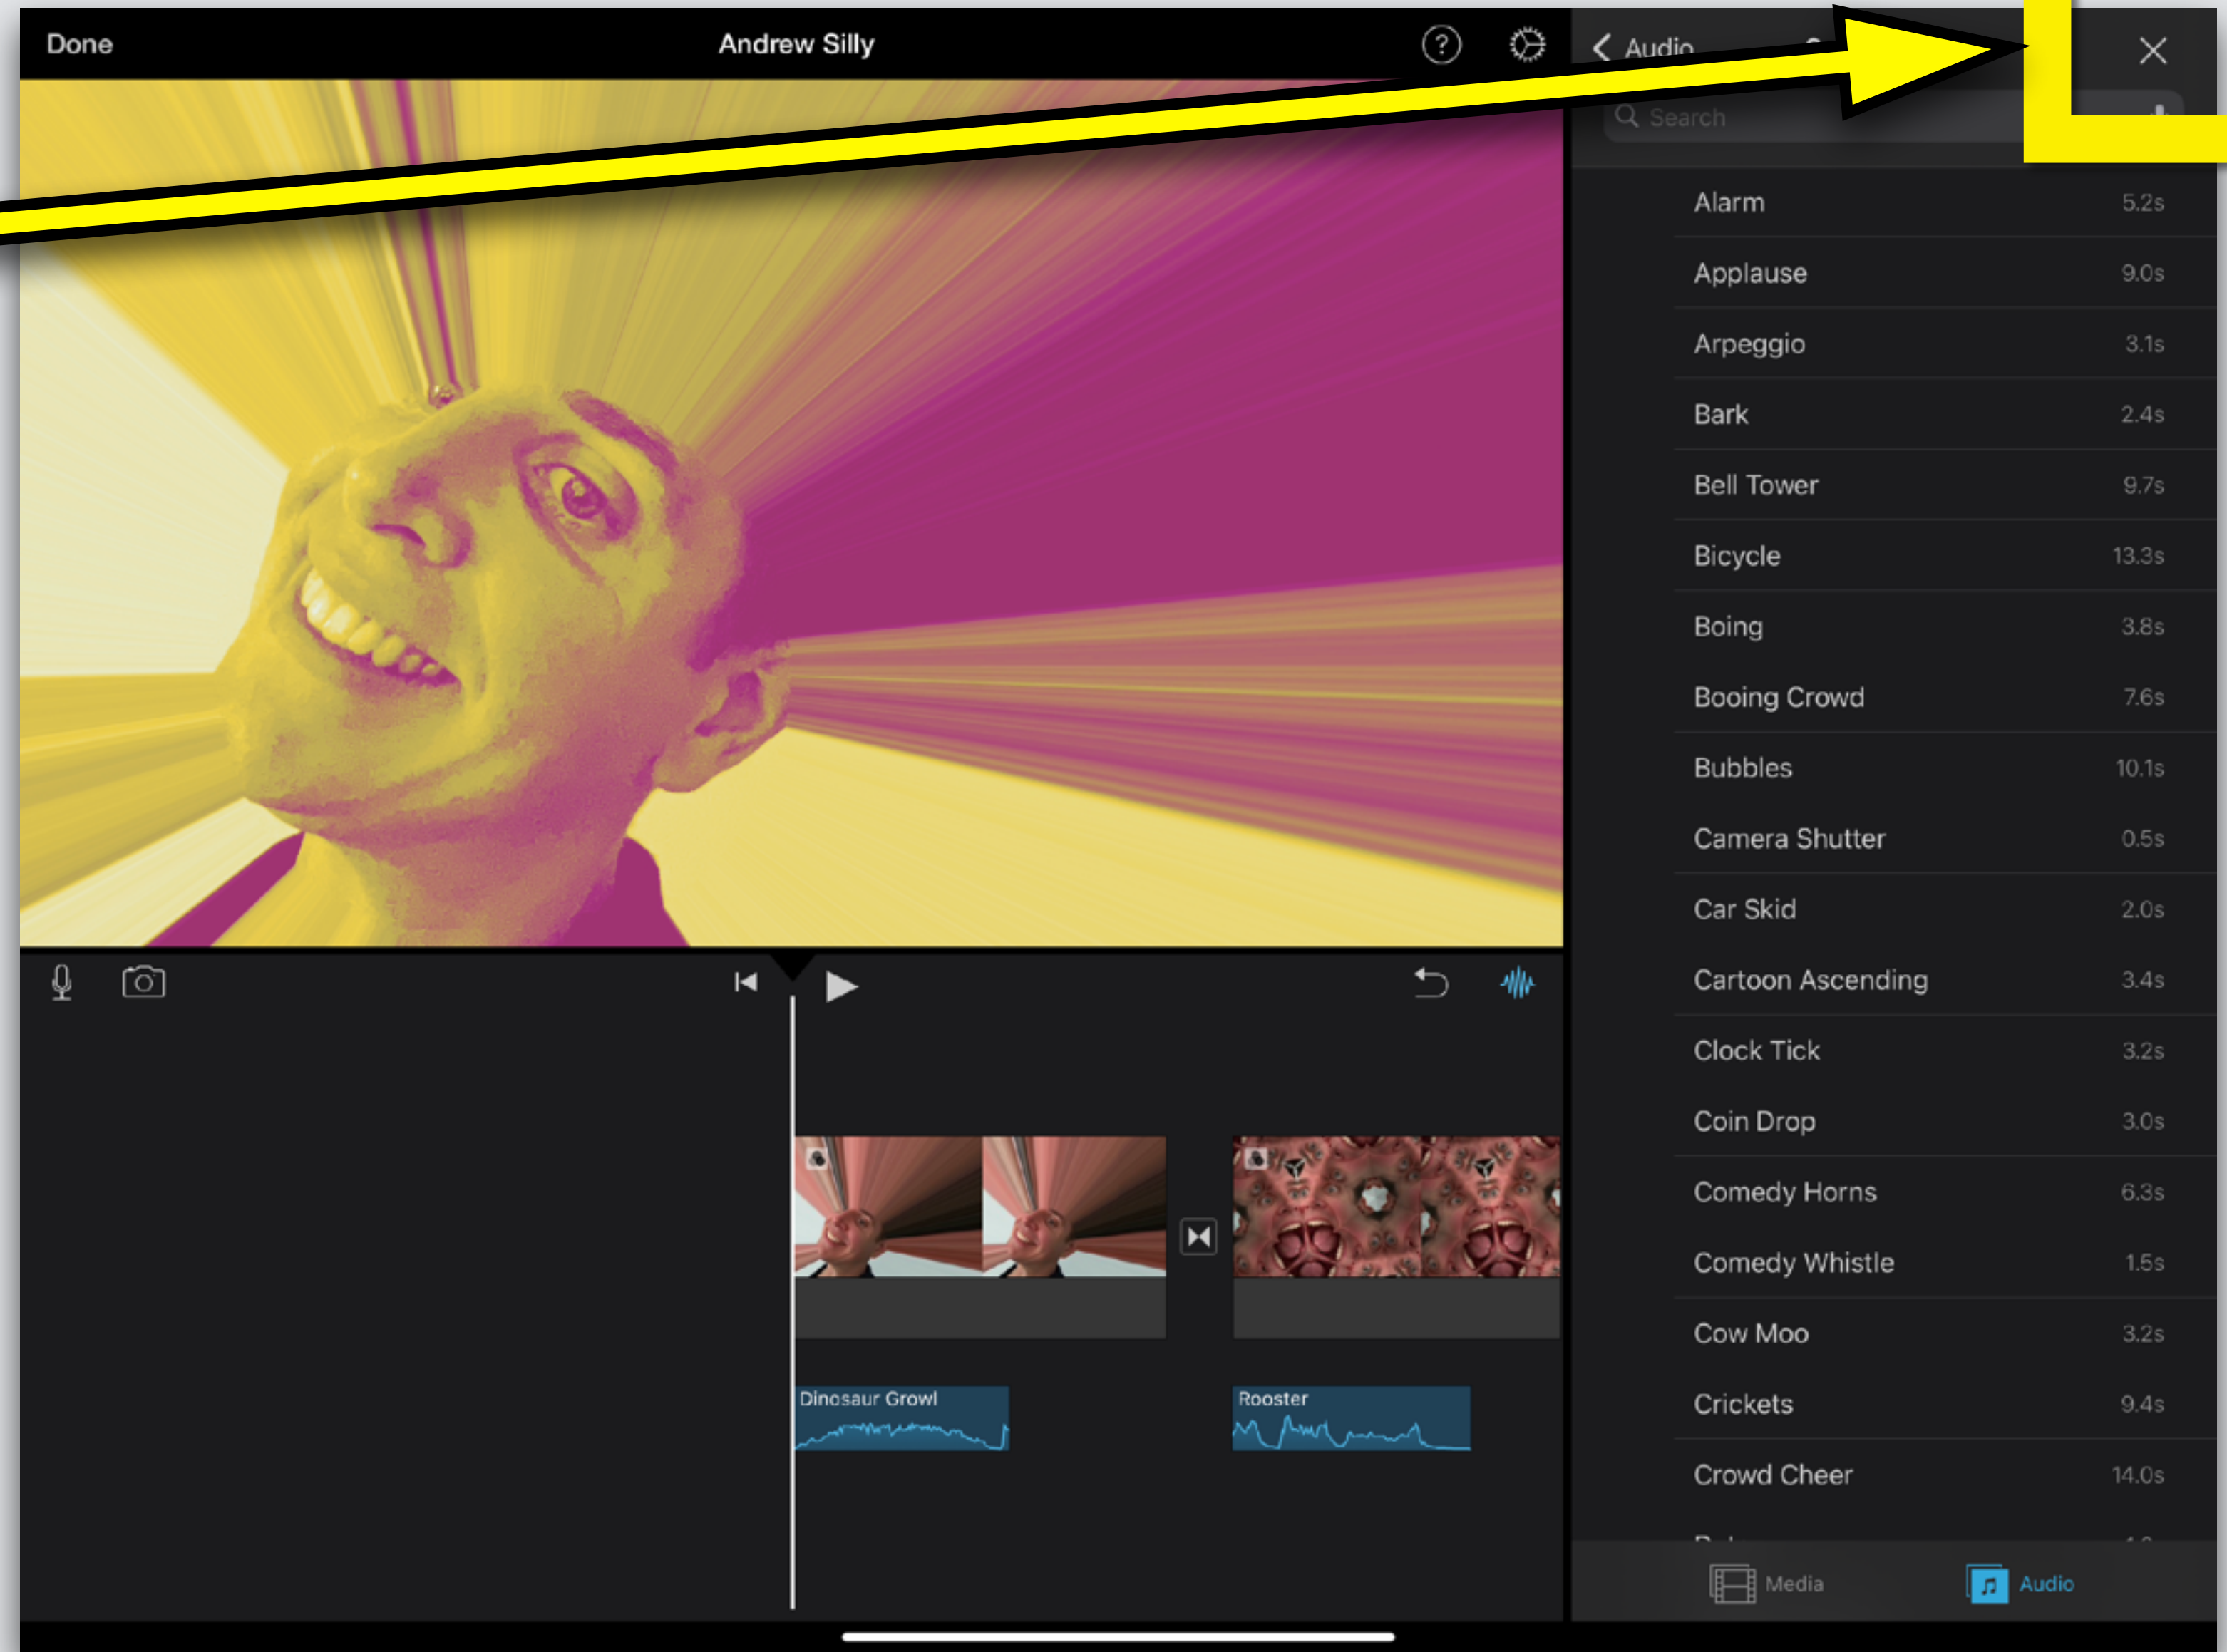 Done
Andrew Silly
?
Audio
Search
Alarm 5.2s
Applause 9.0s
Arpeggio 3.1s
Bark 2.4s
Bell Tower 9.7s
Bicycle 13.3s
Boing 3.8s
Booing Crowd 7.6s
Bubbles 10.1s
Camera Shutter 0.5s
Car Skid 2.0s
Cartoon Ascending 3.4s
Clock Tick 3.2s
Coin Drop 3.0s
Comedy Horns 6.3s
Comedy Whistle 1.5s
Cow Moo 3.2s
Crickets 9.4s
Crowd Cheer 14.0s
Dinosaur Growl
Rooster
Media
Audio